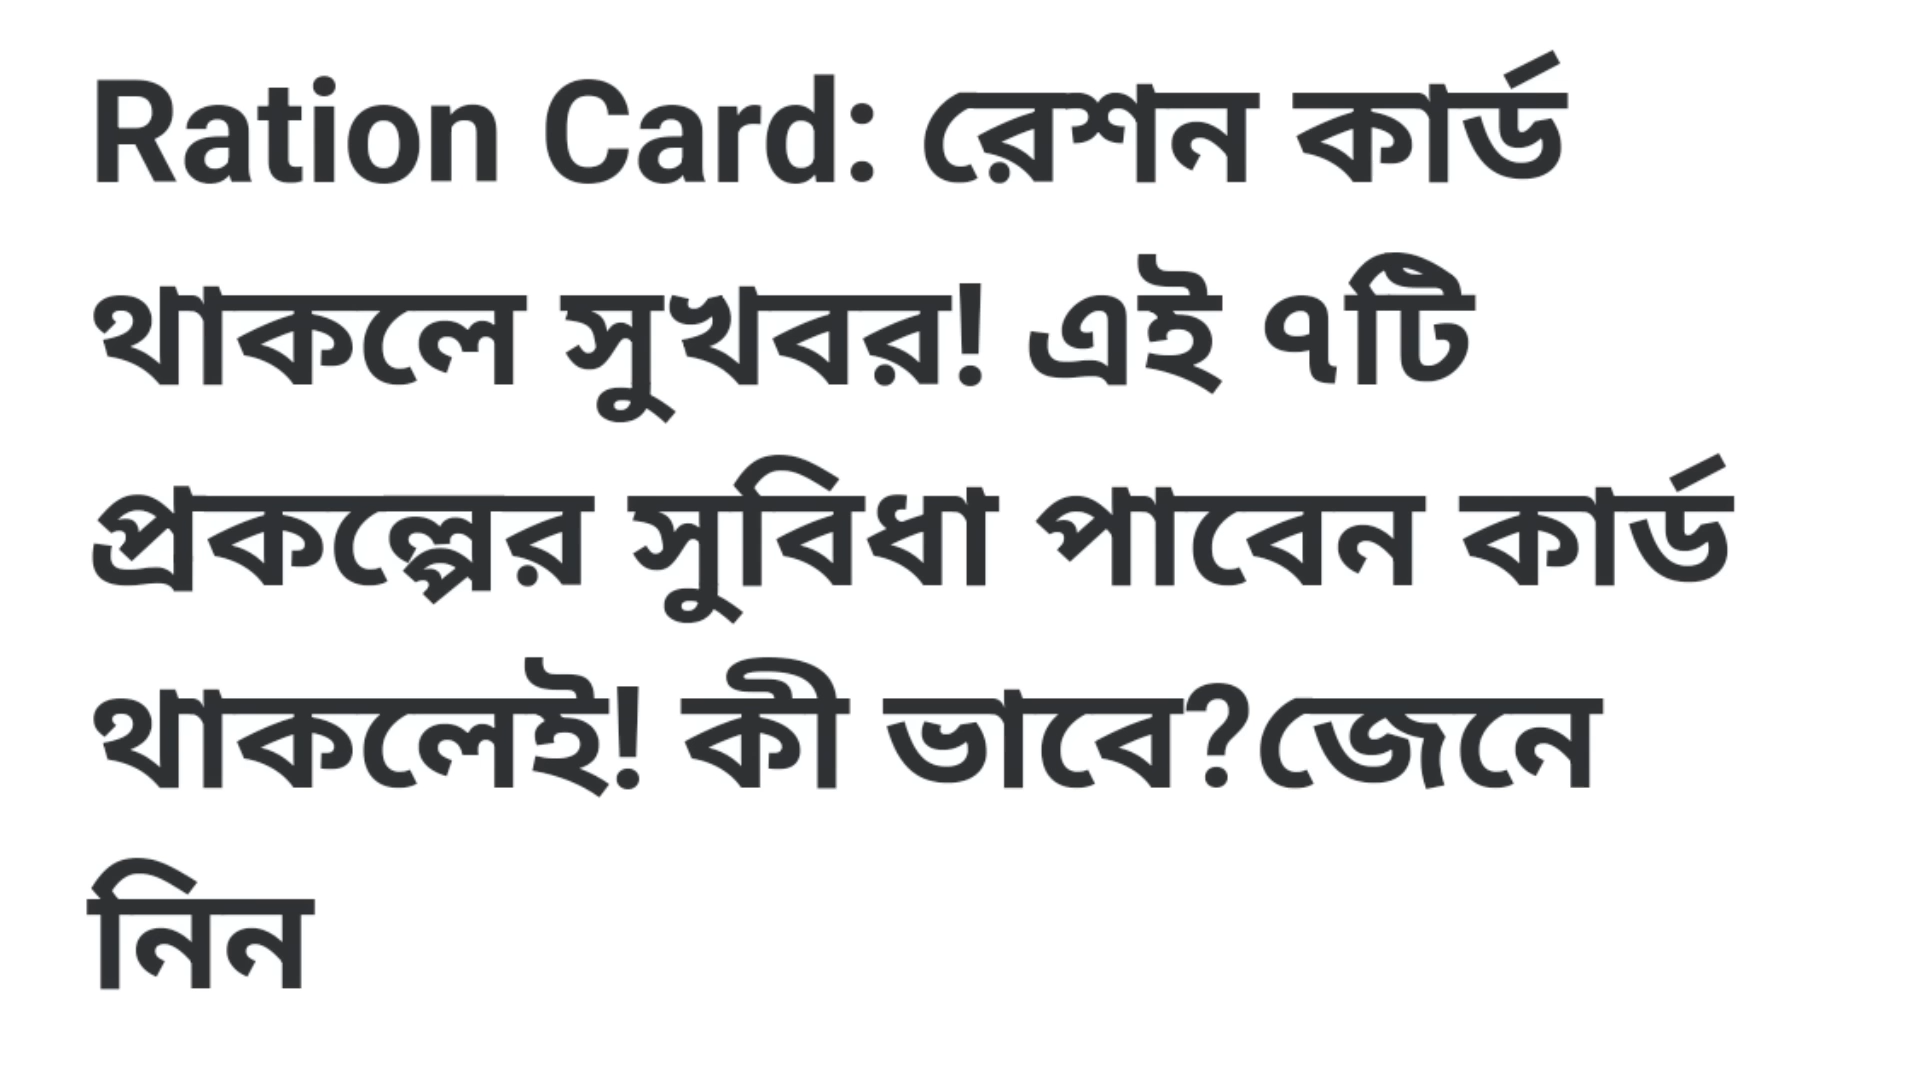 Ration Card: রেশন কার্ড
থাকলে সুখবর! এই ৭টি
প্রকল্পের সুবিধা পাবেন কার্ড
থাকলেই! কী ভাবে?জেনে
নিন